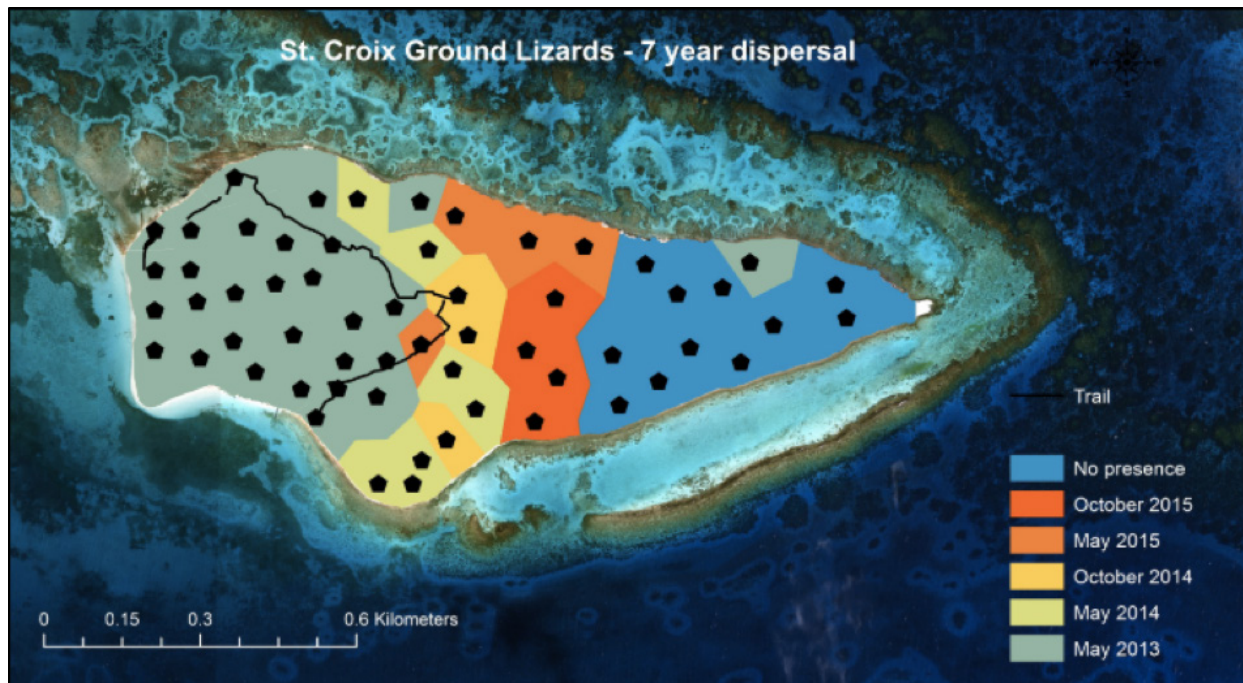 St. Croix Ground Lizards - 7 year dispersal
Trail
No presence
October 2015
May 2015
October 2014
May 2014
May 2013
0 0.15 0.3 0.6 Kilometers